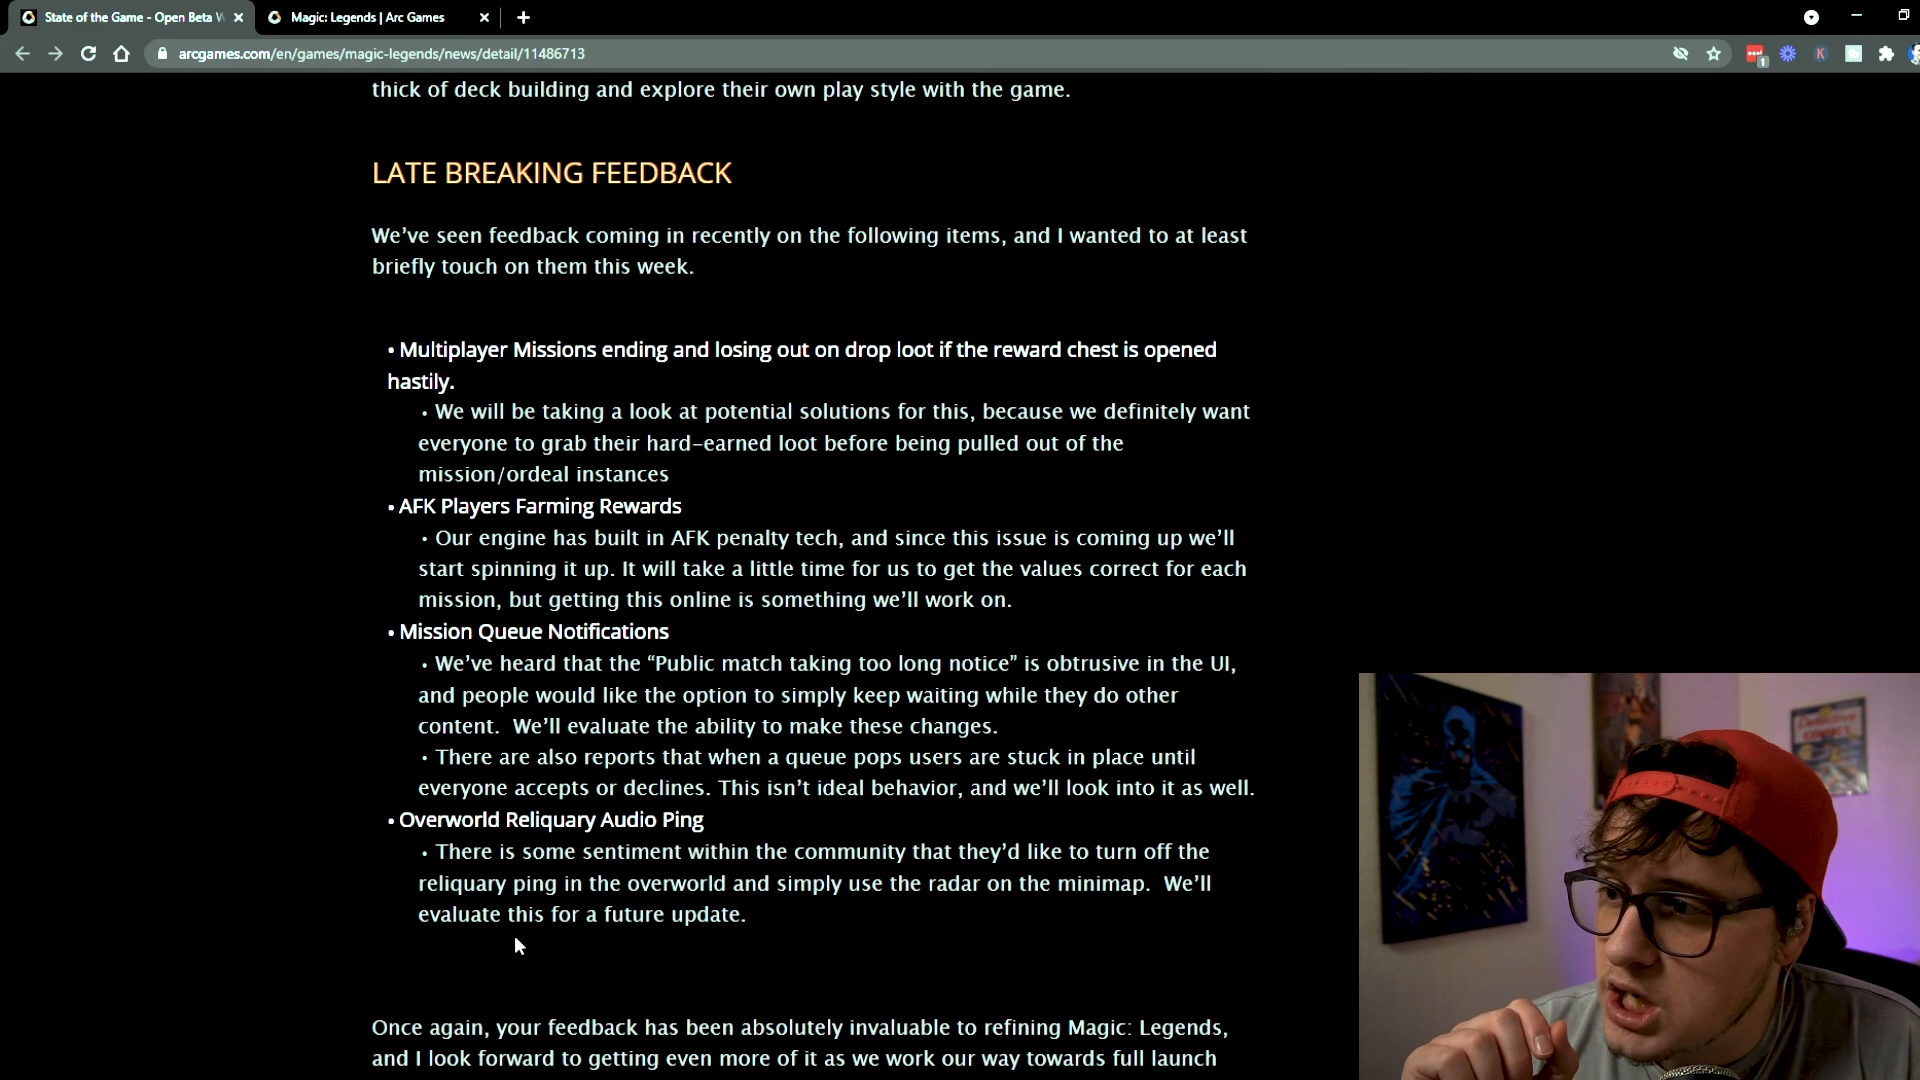 State of the Game - Open Beta
Magic: Legends | Arc Games
arcgames.com/en/games/magic-legends/news/detail/11486713
1
K
thick of deck building and explore their own play style with the game.
LATE BREAKING FEEDBACK
We've seen feedback coming in recently on the following items, and I wanted to at least
briefly touch on them this week.
• Multiplayer Missions ending and losing out on drop loot if the reward chest is opened
hastily.
• We will be taking a look at potential solutions for this, because we definitely want
everyone to grab their hard-earned loot before being pulled out of the
mission/ordeal instances
• AFK Players Farming Rewards
• Our engine has built in AFK penalty tech, and since this issue is coming up we'll
start spinning it up. It will take a little time for us to get the values correct for each
mission, but getting this online is something we'll work on.
• Mission Queue Notifications
• We've heard that the “Public match taking too long notice” is obtrusive in the UI,
and people would like the option to simply keep waiting while they do other
content.  We'll evaluate the ability to make these changes.
• There are also reports that when a queue pops users are stuck in place until
everyone accepts or declines. This isn't ideal behavior, and we'll look into it as well.
• Overworld Reliquary Audio Ping
• There is some sentiment within the community that they'd like to turn off the
reliquary ping in the overworld and simply use the radar on the minimap.  We'll
evaluate this for a future update.
Once again, your feedback has been absolutely invaluable to refining Magic: Legends,
and I look forward to getting even more of it as we work our way towards full launch